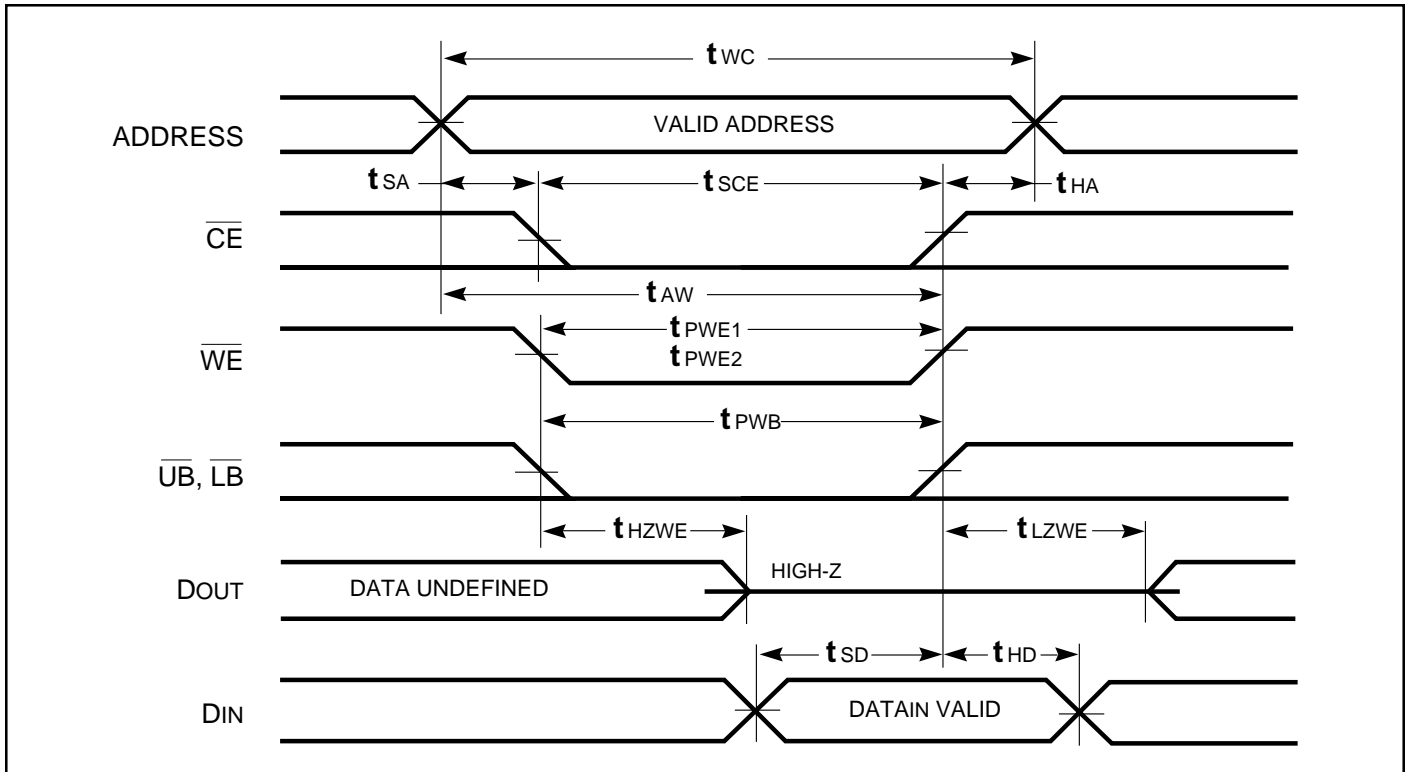 tWC
ADDRESS
VALID ADDRESS
tSA
tSCE
tHA
CE
tAW
WE
tPWE1
tPWE2
tPWB
UB, LB
tHZWE
tLZWE
DOUT
DATA UNDEFINED
HIGH-Z
tSD
tHD
DIN
DATAIN VALID